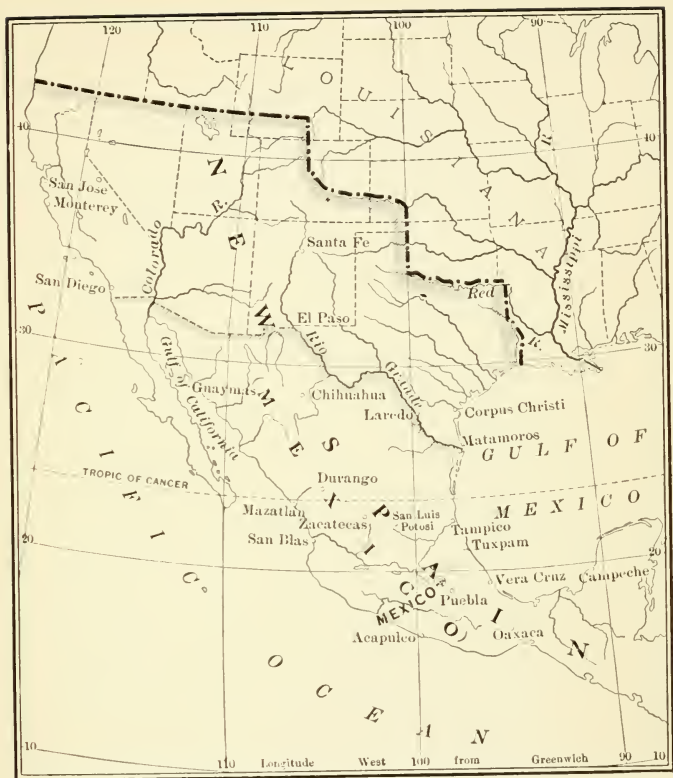 120
110
100
90
LOUISIANA
40
40
NEW SPAIN
(MEXICO)
R.
Colorado
San Jose
Monterey
Santa Fe
Mississippi
R.
San Diego
Red
R.
El Paso
30
30
Rio
Grande
PACIFIC
Gulf of California
Guaymas
Chihuahua
Laredo
Corpus Christi
Matamoros
GULF OF
MEXICO
TROPIC OF CANCER
Durango
Mazatlan
Zacatecas
San Luis
Potosi
Tampico
Tuxpam
San Blas
20
20
Vera Cruz
Campeche
MEXICO
Puebla
Acapulco
Oaxaca
OCEAN
10
110
Longitude
West
100
from
Greenwich
90
10